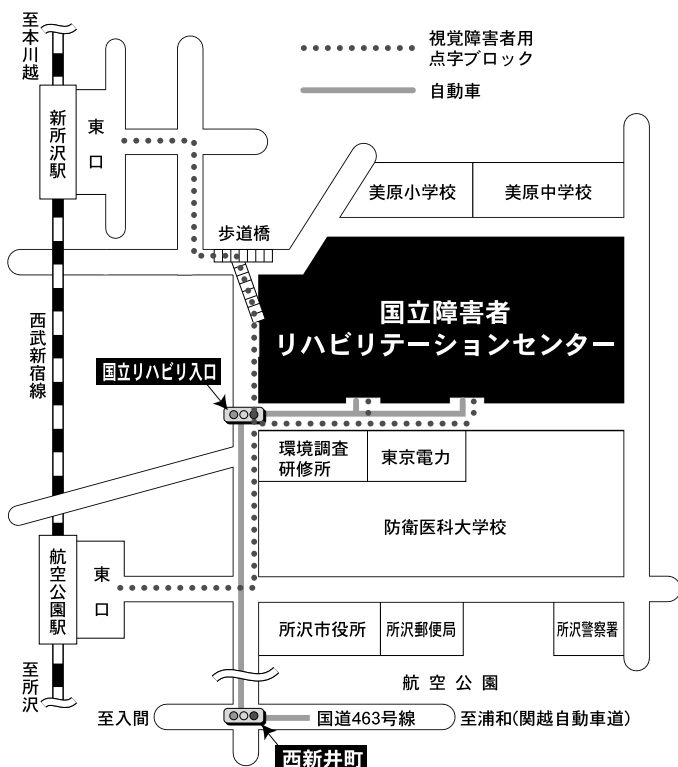 至本川越
視覚障害者用
点字ブロック
自動車
新所沢駅
東口
美原小学校
美原中学校
歩道橋
国立障害者
リハビリテーションセンター
西武新宿線
国立リハビリ入口
環境調査
研修所
東京電力
防衛医科大学校
航空公園駅
東口
所沢市役所
所沢郵便局
所沢警察署
至所沢
航空公園
至入間
国道463号線
至浦和(関越自動車道)
西新井町